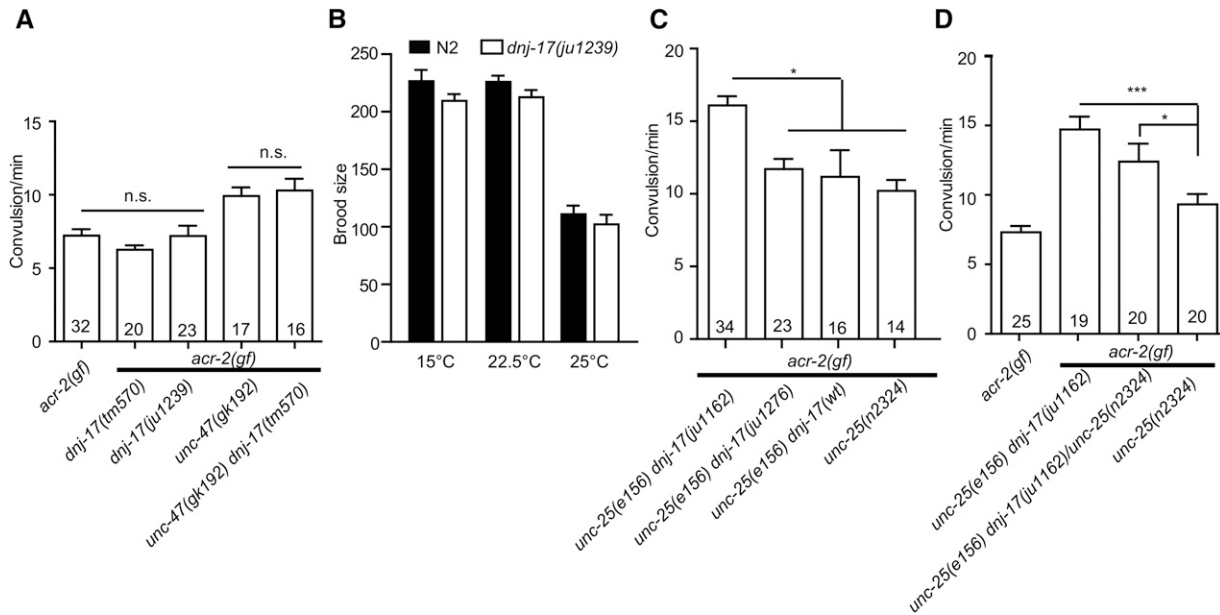 A
Convulsion/min
15
10
5
0
n.s.
n.s.
32
20
23
17
16
acr-2(gf)
acr-2(gf)
dnj-17(tm570)
dnj-17(ju1239)
unc-47(gk192)
unc-47(gk192) dnj-17(tm570)
B
N2
dnj-17(ju1239)
Brood size
250
200
150
100
50
0
15°C
22.5°C
25°C
C
Convulsion/min
20
15
10
5
0
*
34
23
16
14
acr-2(gf)
unc-25(e156) dnj-17(ju1162)
unc-25(e156) dnj-17(ju1276)
unc-25(e156) dnj-17(wt)
unc-25(n2324)
D
Convulsion/min
20
15
10
5
0
***
*
25
19
20
20
acr-2(gf)
acr-2(gf)
unc-25(e156) dnj-17(ju1162)
unc-25(e156) dnj-17(ju1162)/unc-25(n2324)
unc-25(n2324)